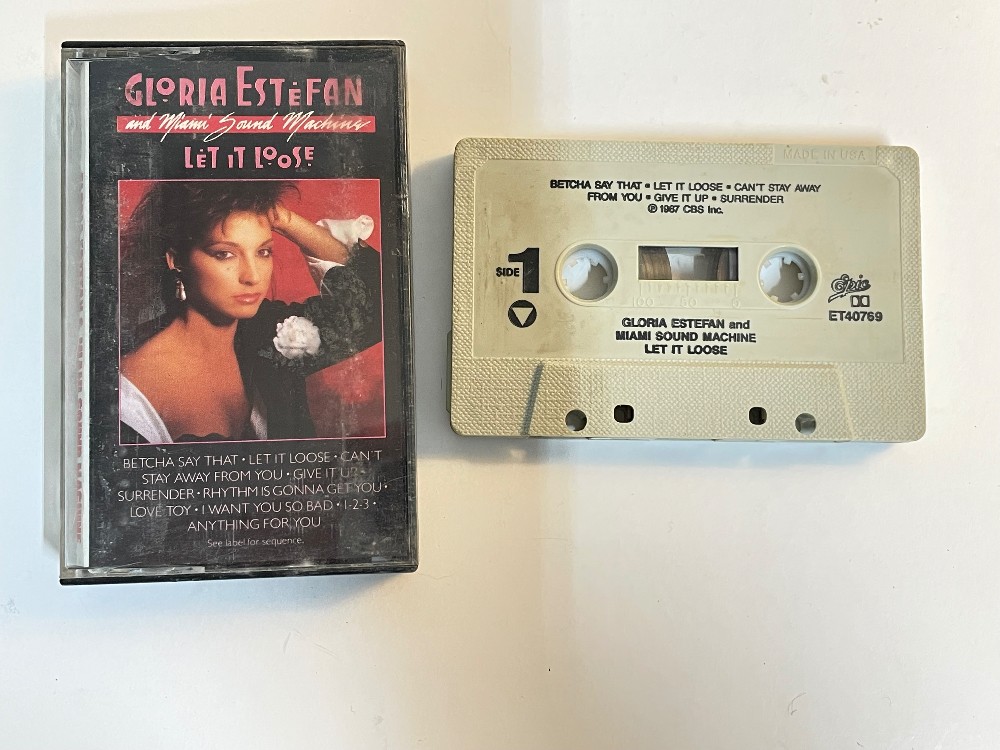 GLORIA ESTEFAN
and Miami Sound Machine
LET IT LOOSE
BETCHA SAY THAT • LET IT LOOSE • CAN'T
STAY AWAY FROM YOU • GIVE IT UP •
SURRENDER • RHYTHM IS GONNA GET YOU •
LOVE TOY • I WANT YOU SO BAD • 1-2-3 •
ANYTHING FOR YOU
See label for sequence.
MADE IN USA
BETCHA SAY THAT • LET IT LOOSE • CAN'T STAY AWAY
FROM YOU • GIVE IT UP • SURRENDER
℗ 1987 CBS Inc.
SIDE 1
100 50 0
Epic
ET40769
GLORIA ESTEFAN and
MIAMI SOUND MACHINE
LET IT LOOSE